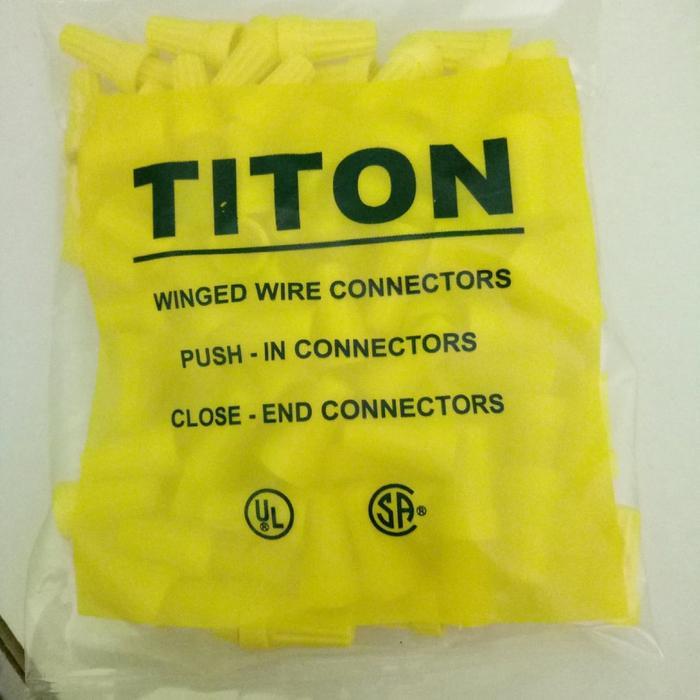 TITON
WINGED WIRE CONNECTORS
PUSH - IN CONNECTORS
CLOSE - END CONNECTORS
UL® SA®